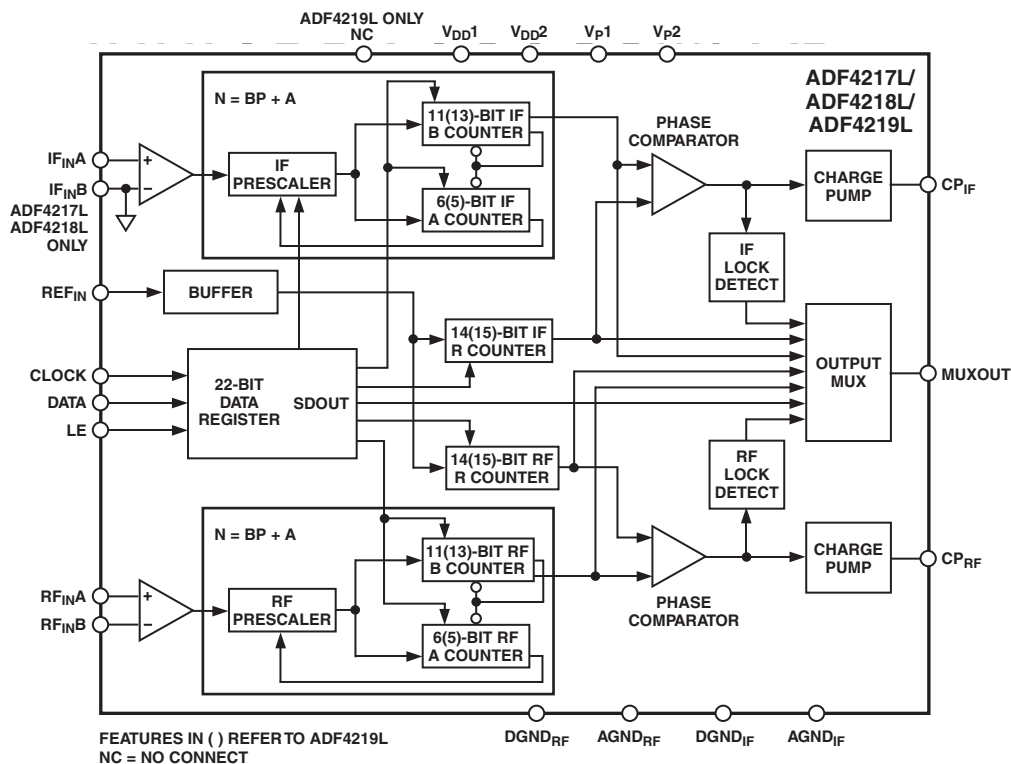 ADF4219L ONLY
NC
VDD1
VDD2
VP1
VP2
ADF4217L/
ADF4218L/
ADF4219L
N = BP + A
11(13)-BIT IF
B COUNTER
PHASE
COMPARATOR
IFINA
+
IF
PRESCALER
CHARGE
PUMP
CPIF
IFINB
−
6(5)-BIT IF
A COUNTER
ADF4217L
ADF4218L
ONLY
IF
LOCK
DETECT
REFIN
BUFFER
14(15)-BIT IF
R COUNTER
OUTPUT
MUX
MUXOUT
CLOCK
DATA
LE
22-BIT
DATA
REGISTER
SDOUT
14(15)-BIT RF
R COUNTER
RF
LOCK
DETECT
N = BP + A
11(13)-BIT RF
B COUNTER
CHARGE
PUMP
CPRF
RFINA
+
RF
PRESCALER
RFINB
−
PHASE
COMPARATOR
6(5)-BIT RF
A COUNTER
DGNDRF
AGNDRF
DGNDIF
AGNDIF
FEATURES IN ( ) REFER TO ADF4219L
NC = NO CONNECT